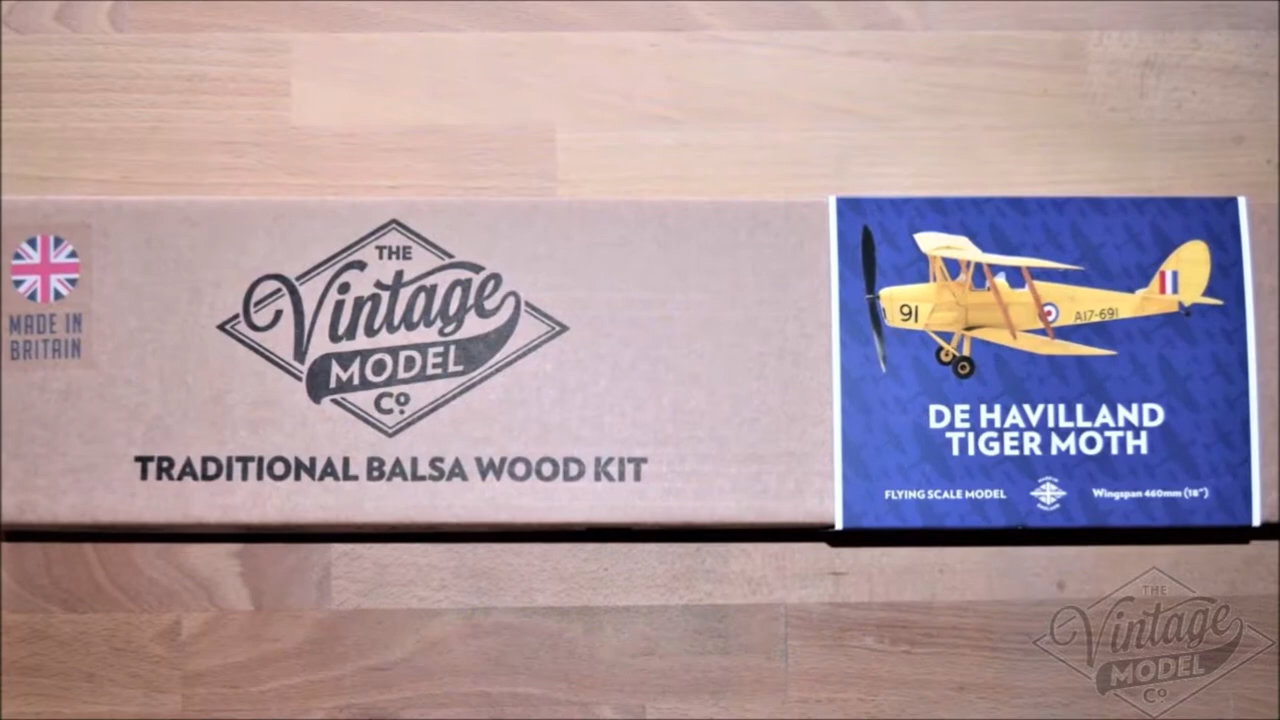 MADE IN
BRITAIN
THE
Vintage
MODEL
Co
TRADITIONAL BALSA WOOD KIT
91
A17-691
DE HAVILLAND
TIGER MOTH
FLYING SCALE MODEL
Wingspan 460mm (18")
THE
Vintage
MODEL
Co